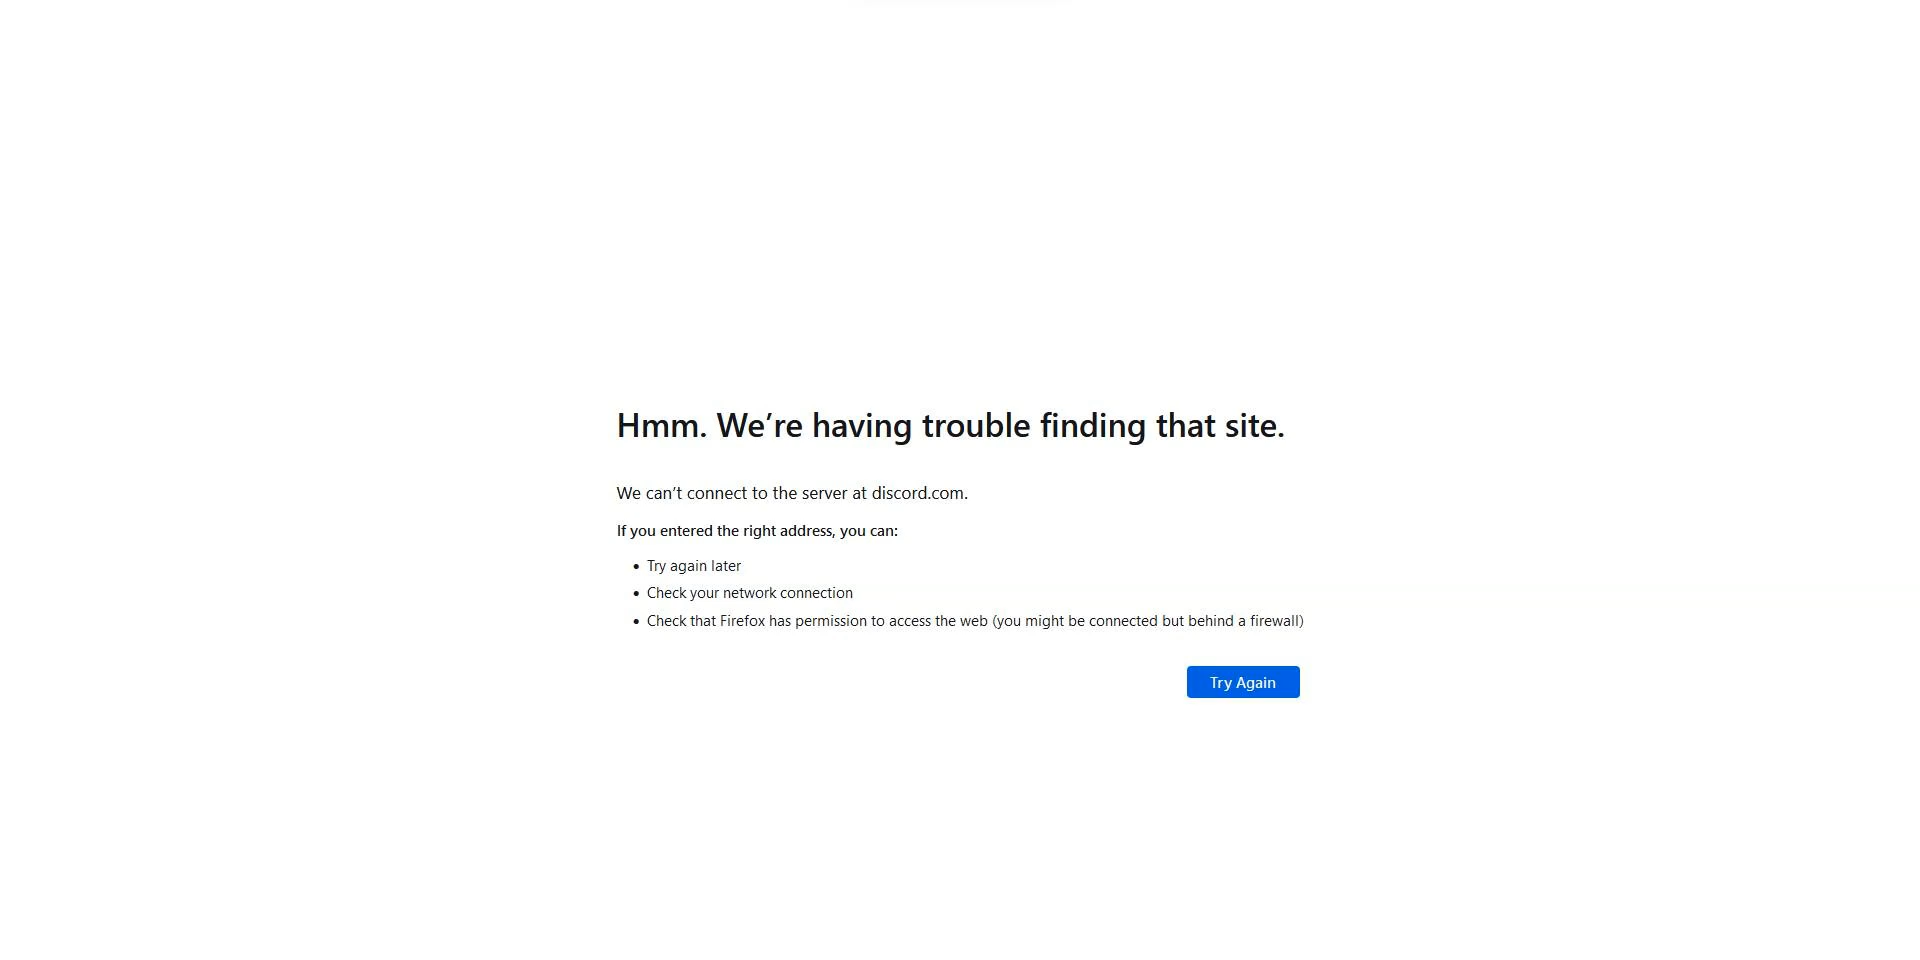 Hmm. We’re having trouble finding that site.
We can’t connect to the server at discord.com.
If you entered the right address, you can:
• Try again later
• Check your network connection
• Check that Firefox has permission to access the web (you might be connected but behind a firewall)
Try Again